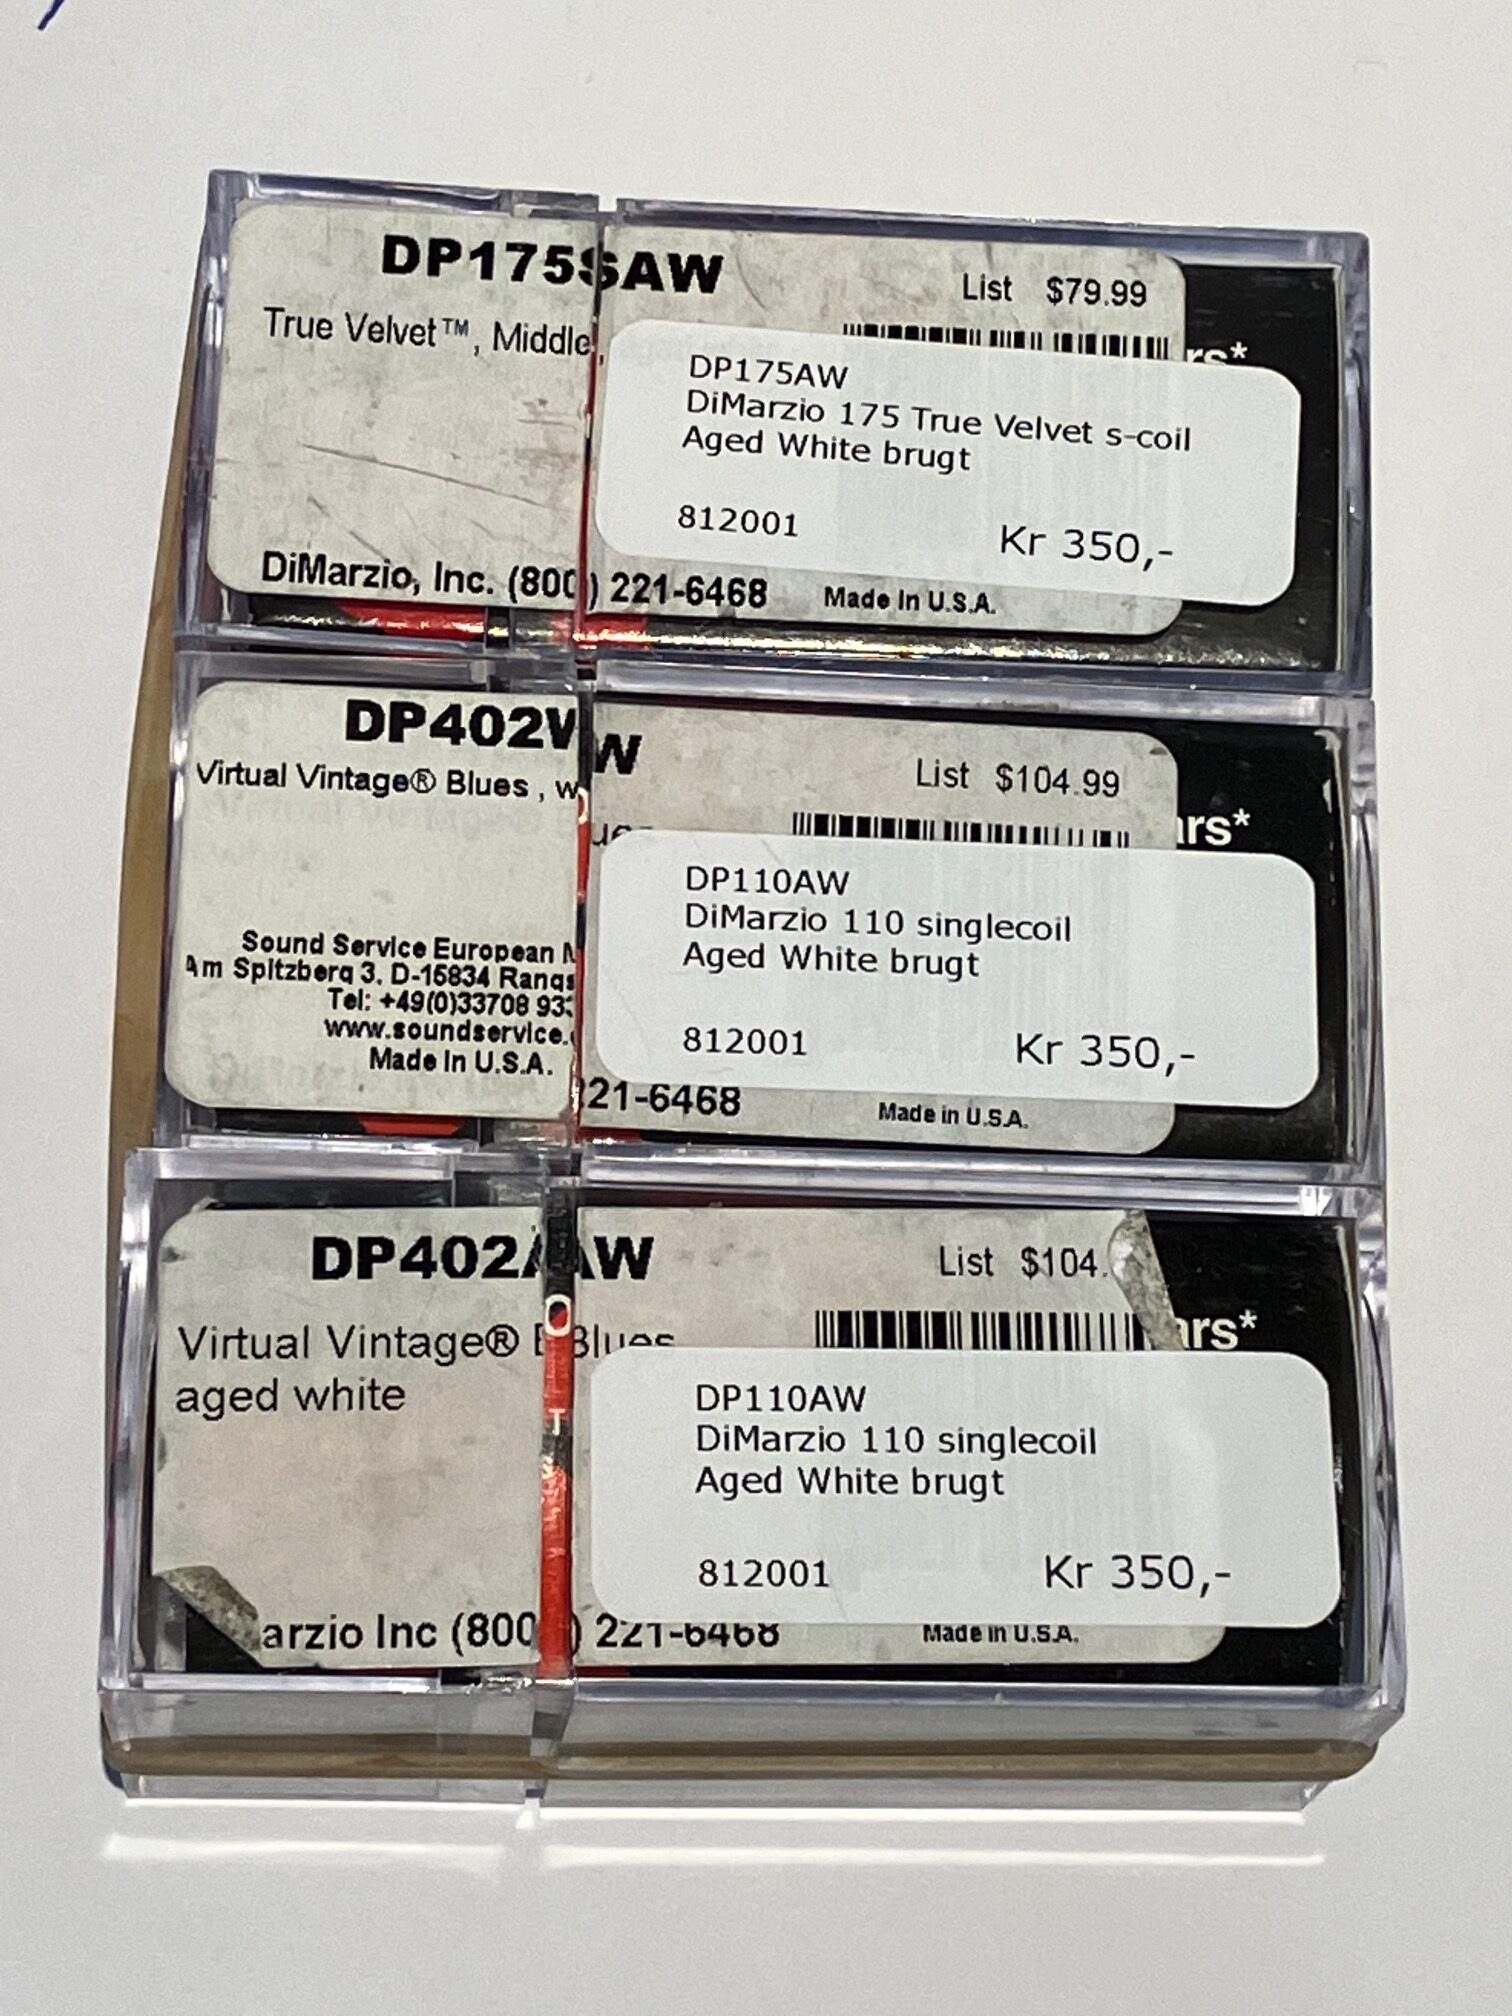 DP175SAW
List $79.99
True Velvet™, Middle,
DP175AW
DiMarzio 175 True Velvet s-coil
Aged White brugt
812001 Kr 350,-
DiMarzio, Inc. (800) 221-6468 Made In U.S.A.
DP402W W
List $104.99
Virtual Vintage® Blues ,
DP110AW
DiMarzio 110 singlecoil
Aged White brugt
812001 Kr 350,-
Sound Service European
Am Spitzberg 3, D-15834
Tel: +49(0)33708
www.soundservice.
Made In U.S.A.
221-6468 Made in U.S.A.
DP402AAW
List $104.
Virtual Vintage® Blues
aged white
DP110AW
DiMarzio 110 singlecoil
Aged White brugt
812001 Kr 350,-
arzio Inc (800) 221-6468 Made in U.S.A.